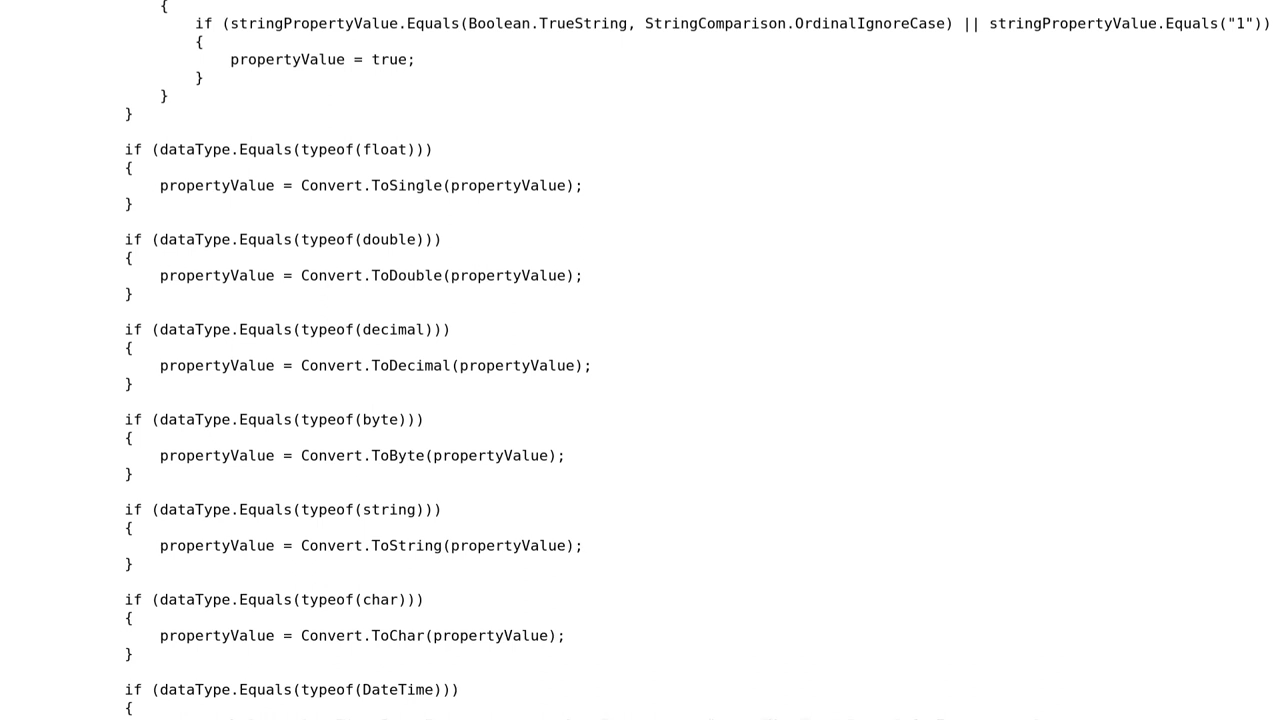 {
if (stringPropertyValue.Equals(Boolean.TrueString, StringComparison.OrdinalIgnoreCase) || stringPropertyValue.Equals("1"))
{
propertyValue = true;
}
}
}
if (dataType.Equals(typeof(float)))
{
propertyValue = Convert.ToSingle(propertyValue);
}
if (dataType.Equals(typeof(double)))
{
propertyValue = Convert.ToDouble(propertyValue);
}
if (dataType.Equals(typeof(decimal)))
{
propertyValue = Convert.ToDecimal(propertyValue);
}
if (dataType.Equals(typeof(byte)))
{
propertyValue = Convert.ToByte(propertyValue);
}
if (dataType.Equals(typeof(string)))
{
propertyValue = Convert.ToString(propertyValue);
}
if (dataType.Equals(typeof(char)))
{
propertyValue = Convert.ToChar(propertyValue);
}
if (dataType.Equals(typeof(DateTime)))
{